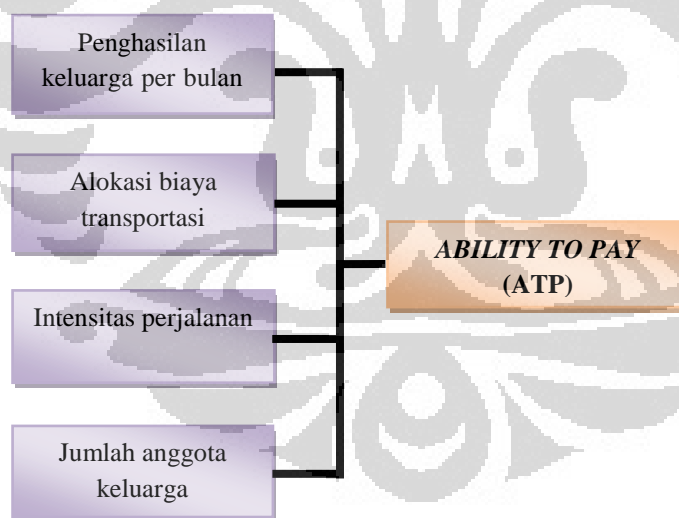 Penghasilan
keluarga per bulan
Alokasi biaya
transportasi
Intensitas perjalanan
Jumlah anggota
keluarga
ABILITY TO PAY
(ATP)